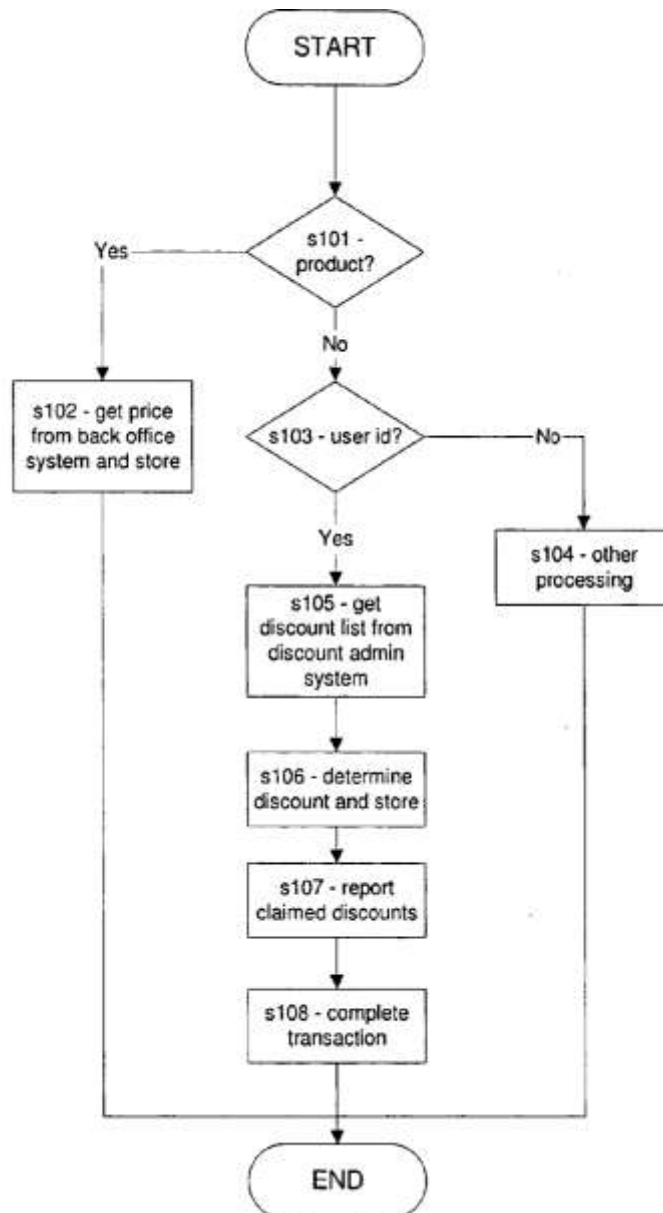 START
s101 -
product?
Yes
No
s102 - get price
from back office
system and store
s103 - user id?
No
Yes
s104 - other
processing
s105 - get
discount list from
discount admin
system
s106 - determine
discount and store
s107 - report
claimed discounts
s108 - complete
transaction
END